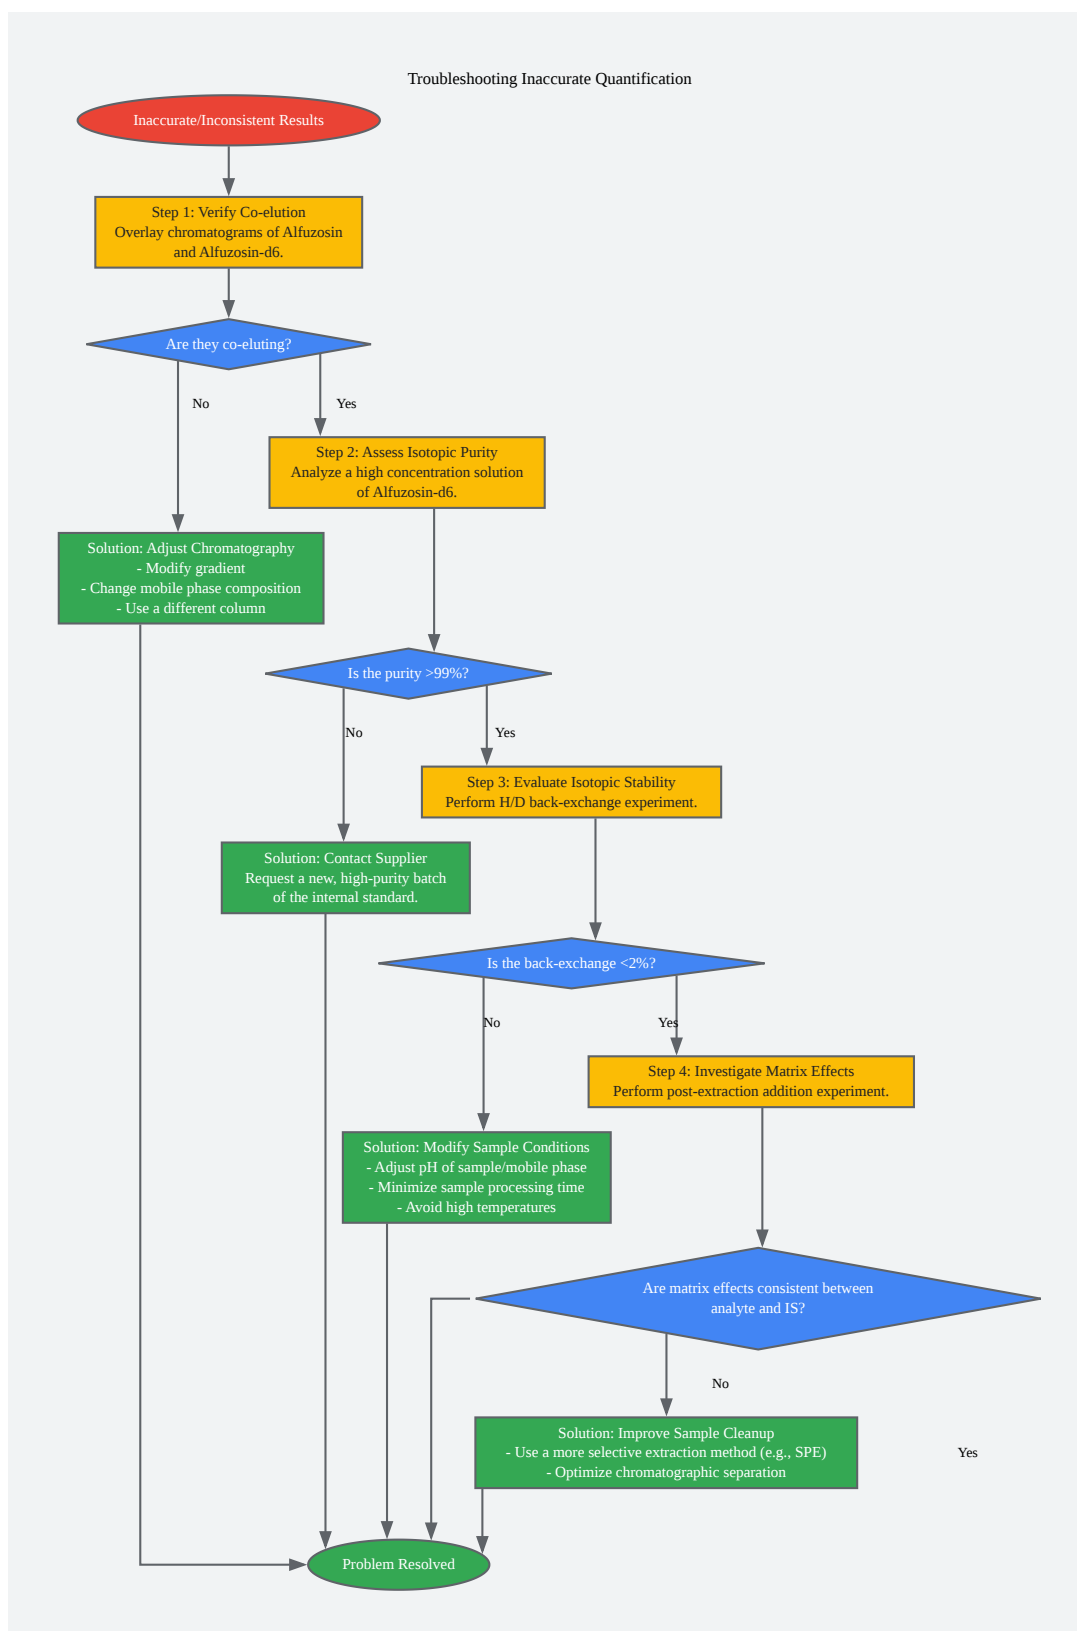 Troubleshooting Inaccurate Quantification
Inaccurate/Inconsistent Results
Step 1: Verify Co-elution
Overlay chromatograms of Alfuzosin
and Alfuzosin-d6.
Are they co-eluting?
No
Yes
Step 2: Assess Isotopic Purity
Analyze a high concentration solution
of Alfuzosin-d6.
Solution: Adjust Chromatography
- Modify gradient
- Change mobile phase composition
- Use a different column
Is the purity >99%?
No
Yes
Step 3: Evaluate Isotopic Stability
Perform H/D back-exchange experiment.
Solution: Contact Supplier
Request a new, high-purity batch
of the internal standard.
Is the back-exchange <2%?
No
Yes
Step 4: Investigate Matrix Effects
Perform post-extraction addition experiment.
Solution: Modify Sample Conditions
- Adjust pH of sample/mobile phase
- Minimize sample processing time
- Avoid high temperatures
Are matrix effects consistent between
analyte and IS?
No
Solution: Improve Sample Cleanup
- Use a more selective extraction method (e.g., SPE)
- Optimize chromatographic separation
Yes
Problem Resolved